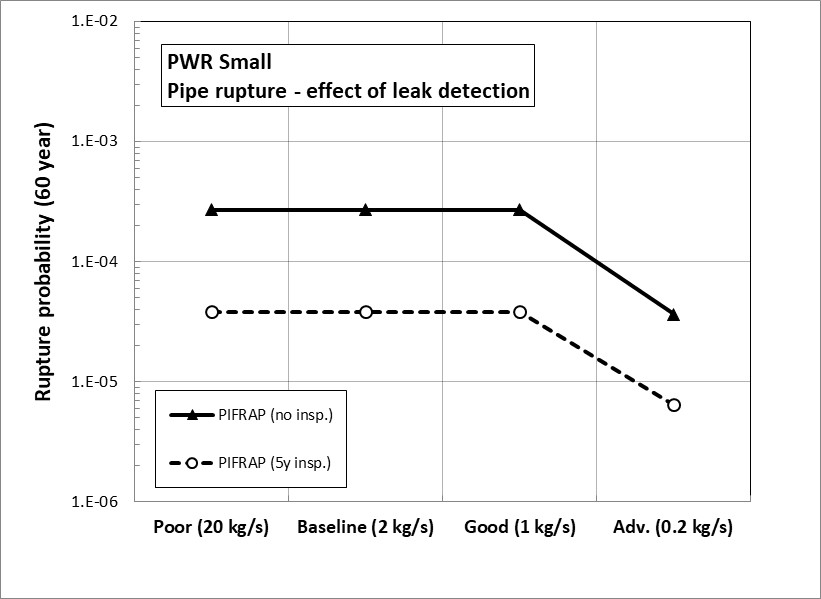 1.E-02
PWR Small
Pipe rupture - effect of leak detection
1.E-03
1.E-04
1.E-05
1.E-06
Rupture probability (60 year)
PIFRAP (no insp.)
PIFRAP (5y insp.)
Poor (20 kg/s) Baseline (2 kg/s) Good (1 kg/s) Adv. (0.2 kg/s)